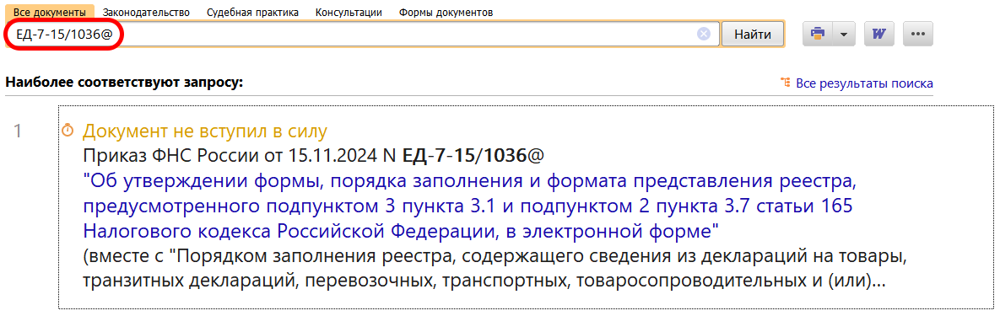 Все документы Законодательство Судебная практика Консультации Формы документов
ЕД-7-15/1036@ Найти W
Наиболее соответствуют запросу: Все результаты поиска
1 Документ не вступил в силу
Приказ ФНС России от 15.11.2024 N ЕД-7-15/1036@
"Об утверждении формы, порядка заполнения и формата представления реестра,
предусмотренного подпунктом 3 пункта 3.1 и подпунктом 2 пункта 3.7 статьи 165
Налогового кодекса Российской Федерации, в электронной форме"
(вместе с "Порядком заполнения реестра, содержащего сведения из деклараций на товары,
транзитных деклараций, перевозочных, транспортных, товаросопроводительных и (или)...